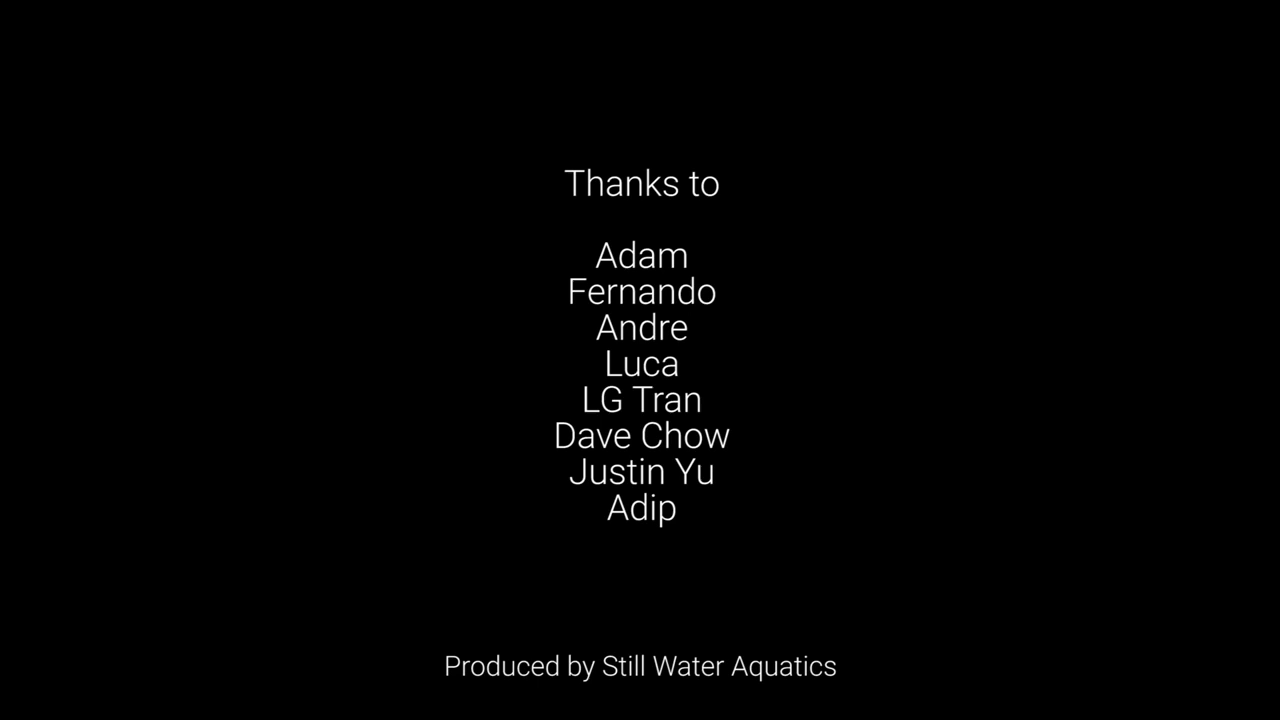 Thanks to
Adam
Fernando
Andre
Luca
LG Tran
Dave Chow
Justin Yu
Adip
Produced by Still Water Aquatics